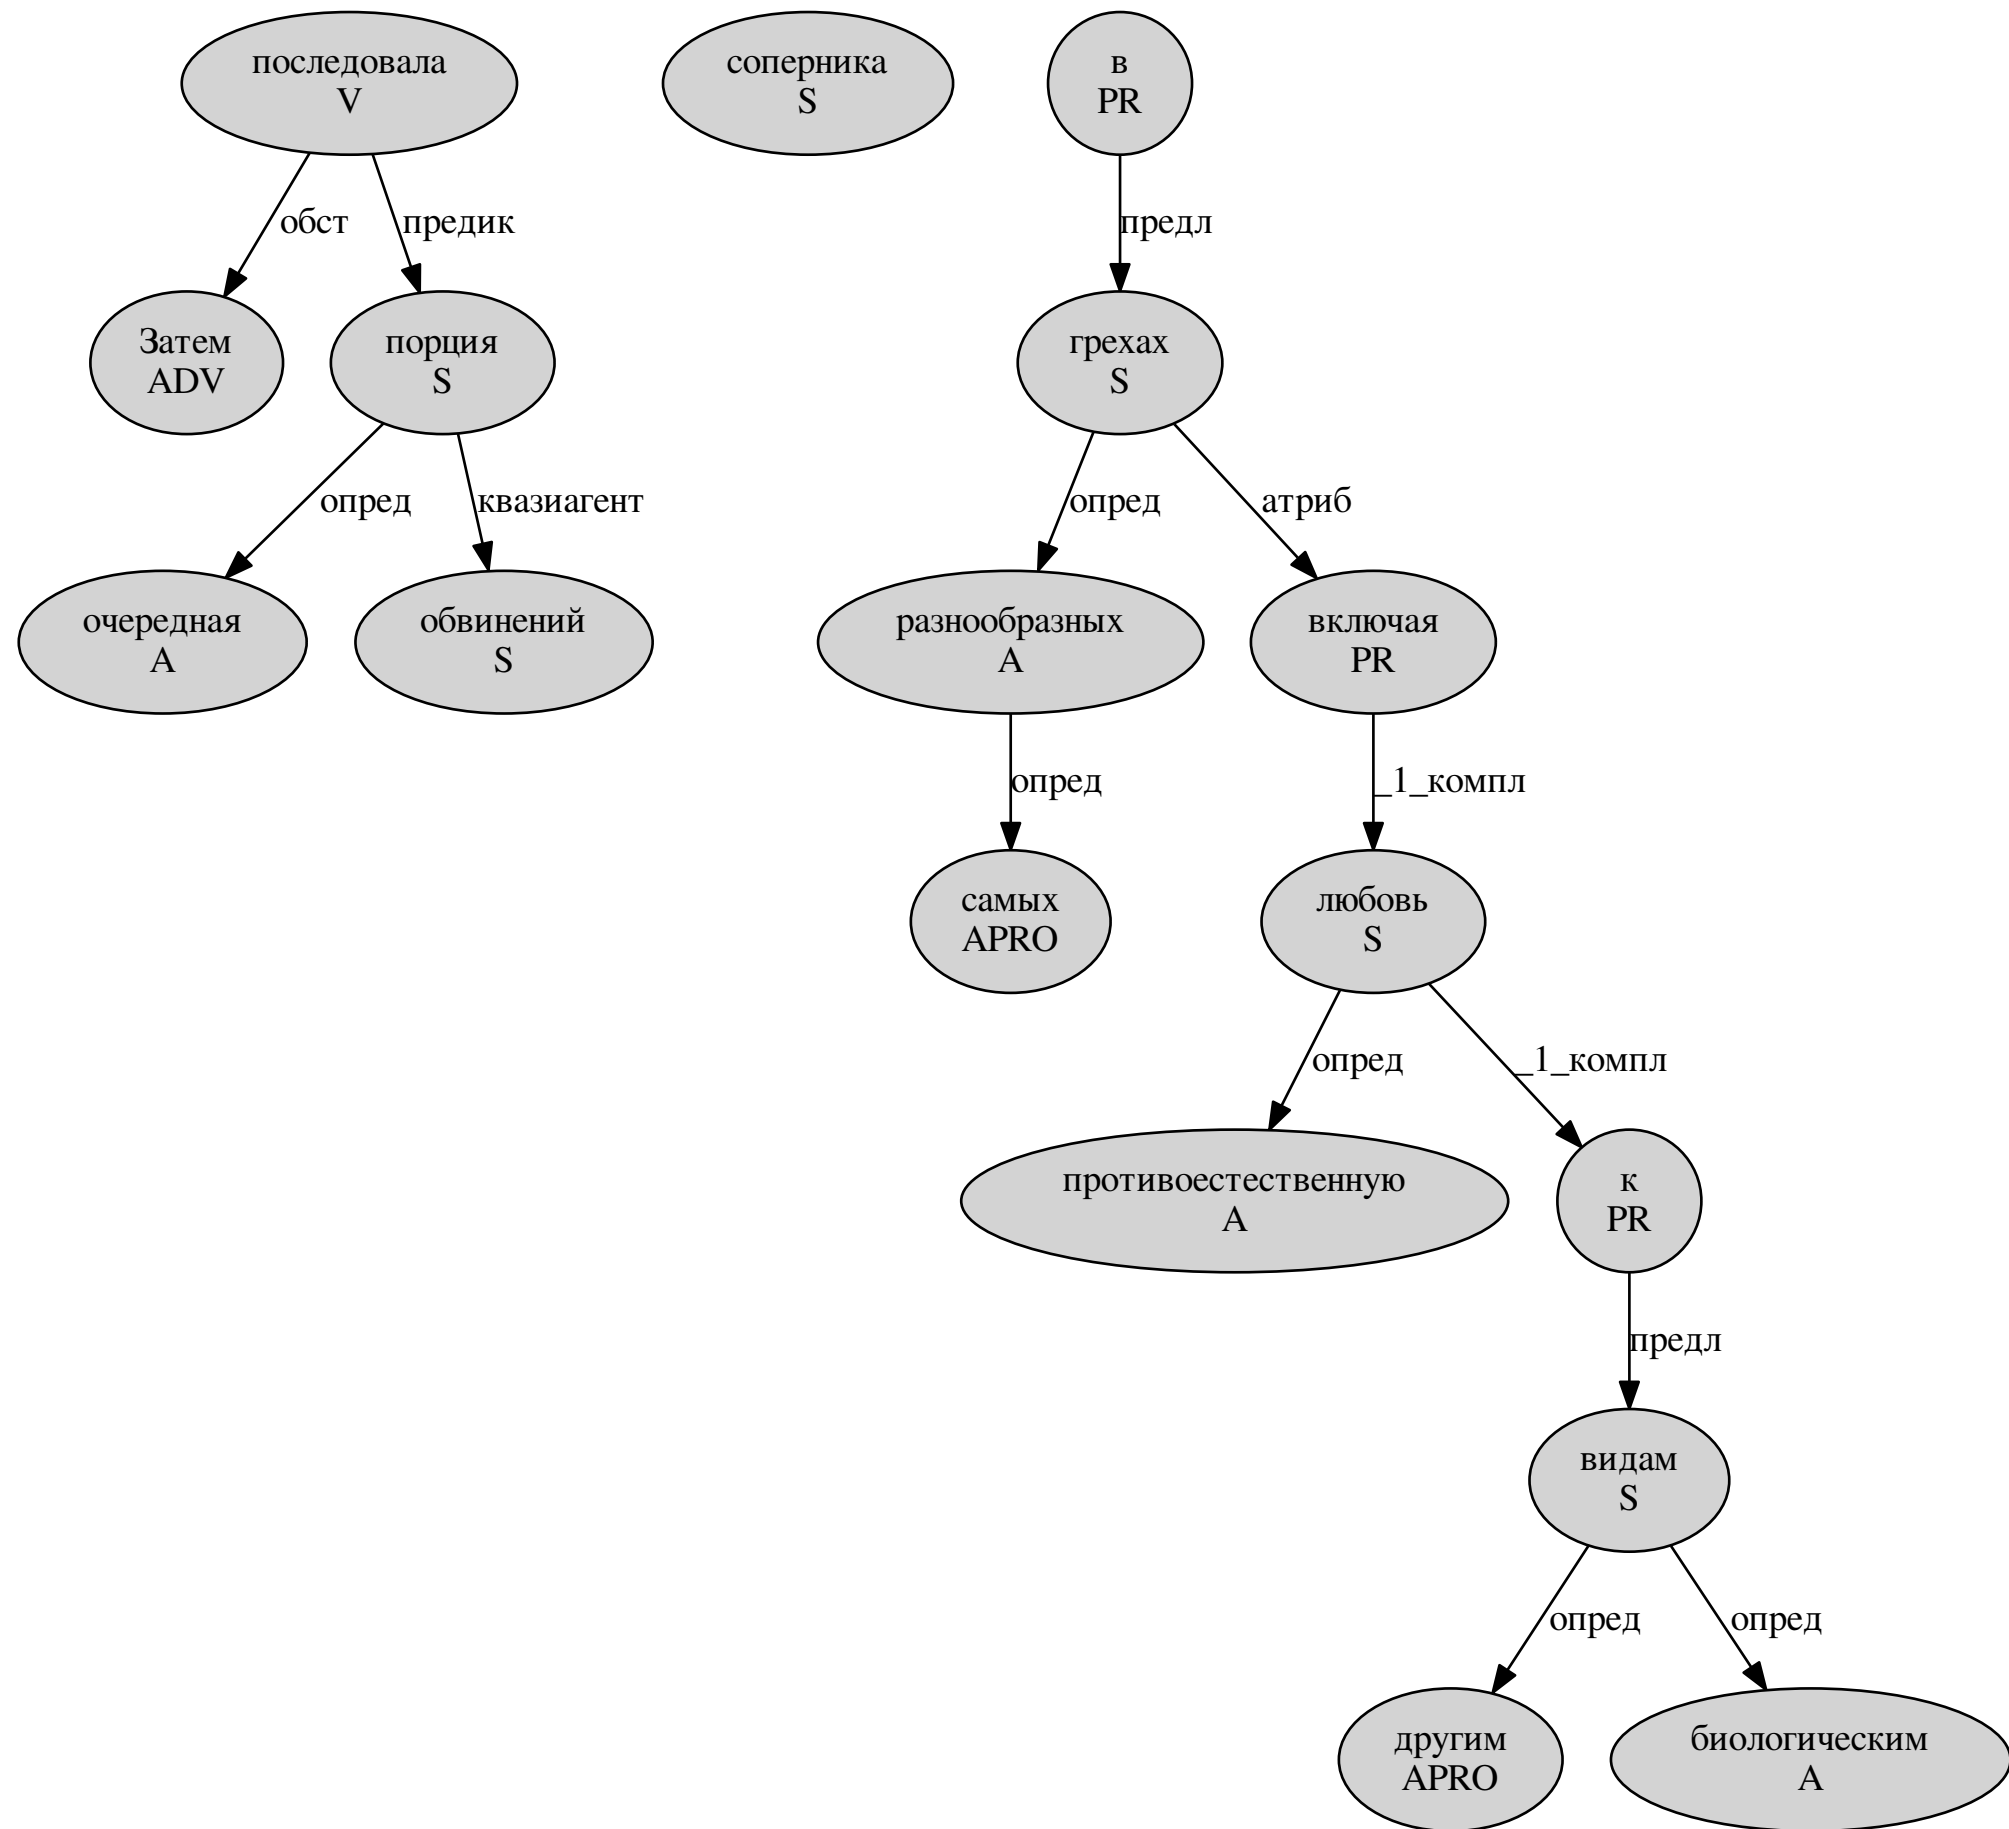 последовала
V
соперника
S
в
PR
обст
предик
предл
Затем
ADV
порция
S
грехах
S
опред
квазиагент
опред
атриб
очередная
A
обвинений
S
разнообразных
A
включая
PR
опред
_1_компл
самых
APRO
любовь
S
опред
_1_компл
противоестественную
A
к
PR
предл
видам
S
опред
опред
другим
APRO
биологическим
A